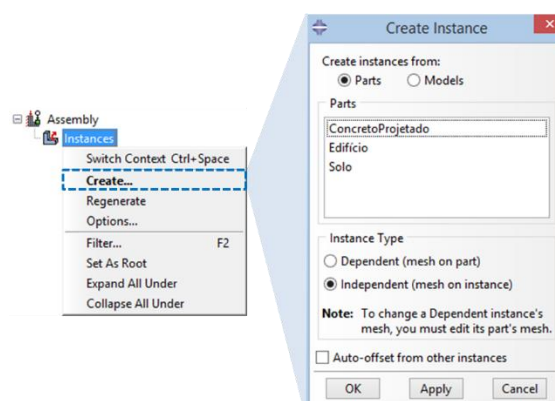 Assembly
Instances
Switch Context Ctrl+Space
Create...
Regenerate
Options...
Filter... F2
Set As Root
Expand All Under
Collapse All Under
Create Instance
Create instances from:
Parts Models
Parts
ConcretoProjetado
Edifício
Solo
Instance Type
Dependent (mesh on part)
Independent (mesh on instance)
Note: To change a Dependent instance's
mesh, you must edit its part's mesh.
Auto-offset from other instances
OK Apply Cancel